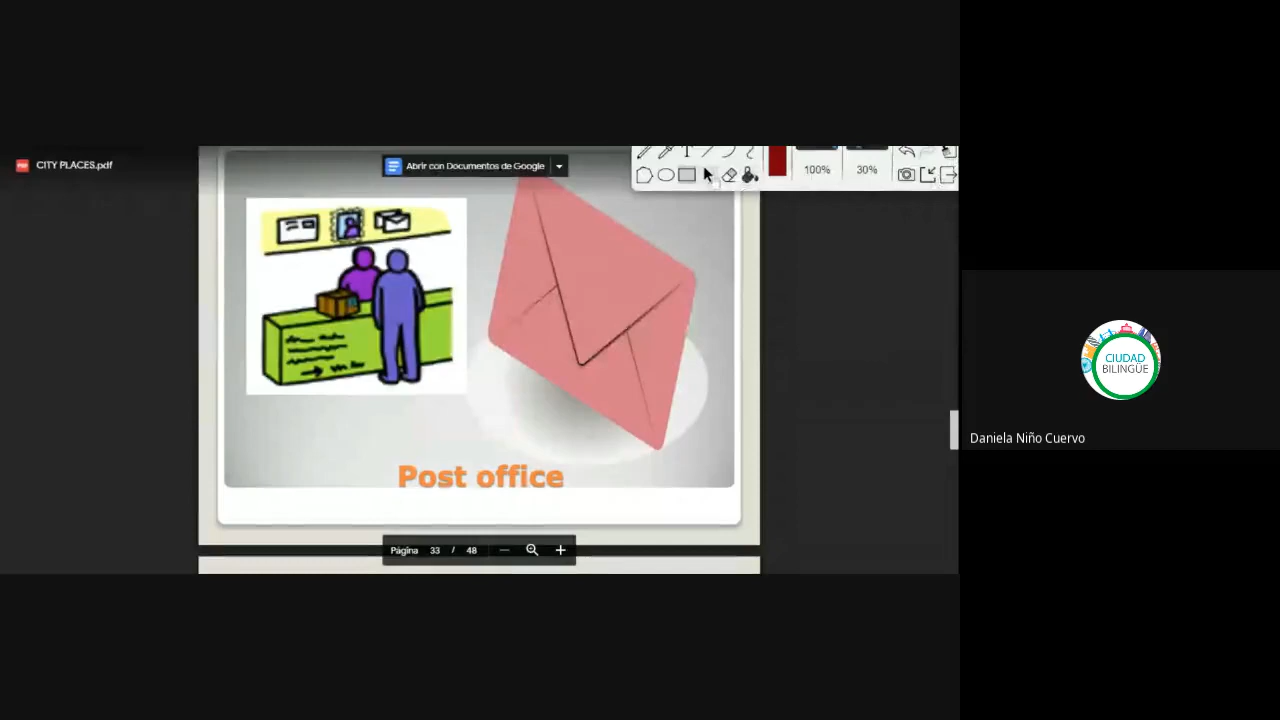 CITY PLACES.pdf
Abrir con Documentos de Google
T
100%
30%
Post office
Página 33 / 48
CIUDAD
BILINGÜE
Daniela Niño Cuervo